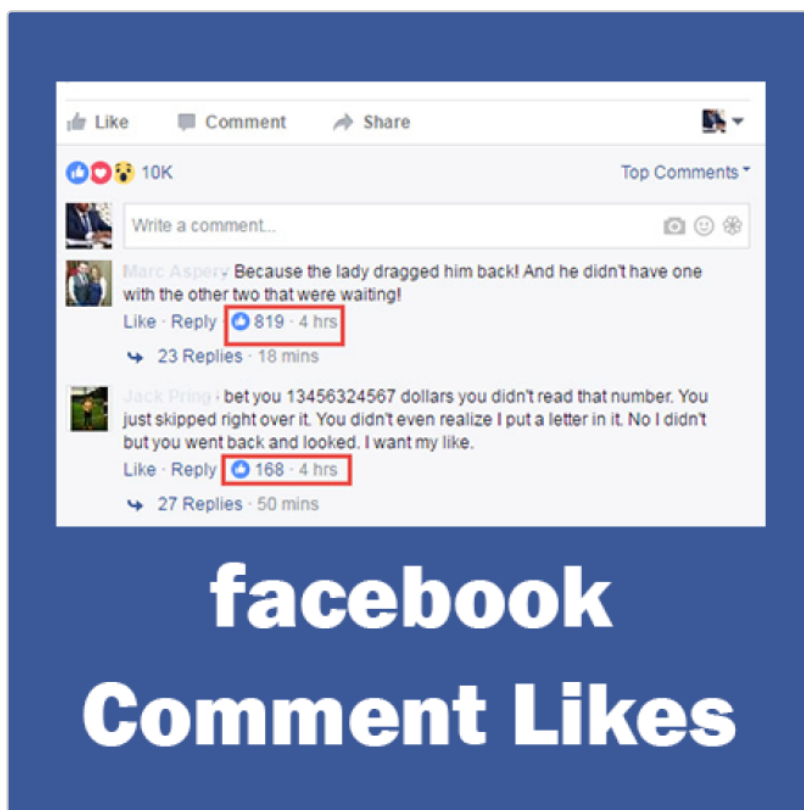 Like Comment Share
10K Top Comments
Write a comment...
Marc Aspery Because the lady dragged him back! And he didn't have one
with the other two that were waiting!
Like · Reply · 819 · 4 hrs
23 Replies · 18 mins
Jack Pring I bet you 13456324567 dollars you didn't read that number. You
just skipped right over it. You didn't even realize I put a letter in it. No I didn't
but you went back and looked. I want my like.
Like · Reply · 168 · 4 hrs
27 Replies · 50 mins
facebook
Comment Likes